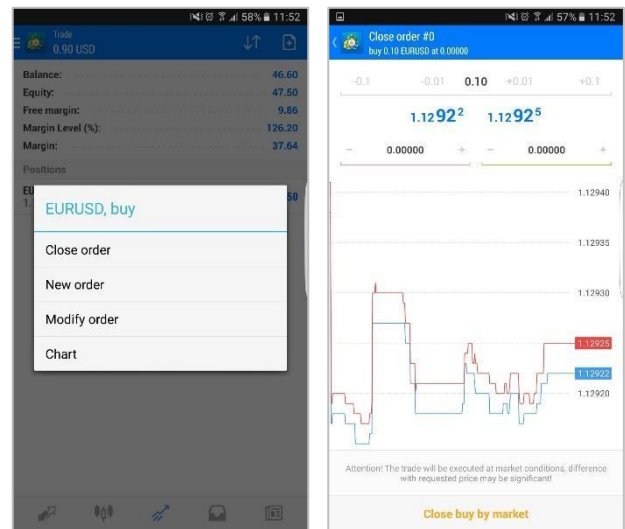 58% 11:52
Trade
0.90 USD
Balance: 46.60
Equity: 47.50
Free margin: 9.86
Margin Level (%): 126.20
Margin: 37.64
Positions
EURUSD, buy
Close order
New order
Modify order
Chart
57% 11:52
Close order #0
buy 0.10 EURUSD at 0.00000
-0.1 -0.01 0.10 +0.01 +0.1
1.12922 1.12925
- 0.00000 + - 0.00000 +
1.12940
1.12935
1.12930
1.12925
1.12922
1.12920
Attention! The trade will be executed at market conditions, difference
with requested price may be significant!
Close buy by market